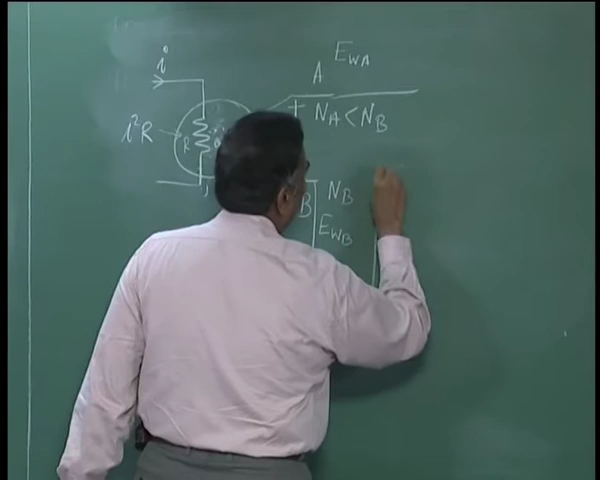 i
E_WA
A
+ N_A < N_B
i²R
R
B
N_B
E_WB